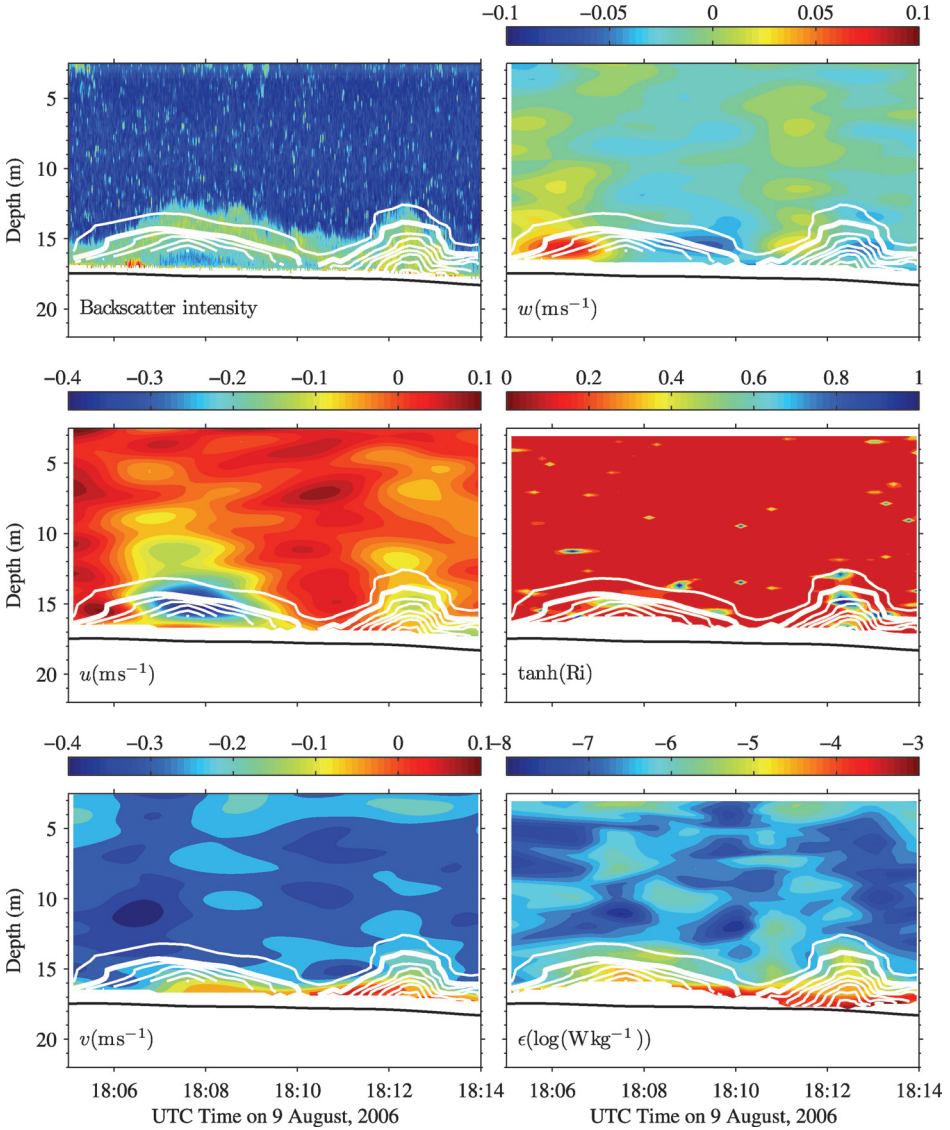 −0.1 −0.05 0 0.05 0.1
5
10
15
20
Depth (m)
Backscatter intensity
w(ms⁻¹)
−0.4 −0.3 −0.2 −0.1 0 0.1
0 0.2 0.4 0.6 0.8 1
5
10
15
20
Depth (m)
u(ms⁻¹)
tanh(Ri)
−0.4 −0.3 −0.2 −0.1 0 0.1
−8 −7 −6 −5 −4 −3
5
10
15
20
Depth (m)
v(ms⁻¹)
ϵ(log(Wkg⁻¹))
18:06 18:08 18:10 18:12 18:14
18:06 18:08 18:10 18:12 18:14
UTC Time on 9 August, 2006
UTC Time on 9 August, 2006